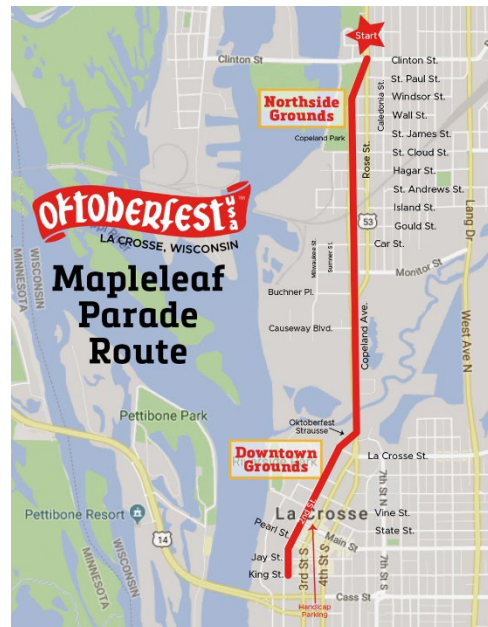 Start
Clinton St
Clinton St.
St. Paul St.
Windsor St.
Wall St.
St. James St.
St. Cloud St.
Hagar St.
St. Andrews St.
Island St.
Gould St.
Car St.
Caledonia St.
Rose St.
Northside
Grounds
Copeland Park
53
Lang Dr
OKTOBERFEST USA
LA CROSSE, WISCONSIN
WISCONSIN
MINNESOTA
Mapleleaf
Parade
Route
Milwaukee St.
Sumner St.
Monitor St
Buchner Pl.
Causeway Blvd.
Copeland Ave.
West Ave N
Oktoberfest
Strausse
Pettibone Park
Downtown
Grounds
La Crosse St.
7th St N
Pettibone Resort
La Crosse
2nd St.
Vine St.
State St.
Main St
Pearl St.
14
Jay St.
King St.
3rd St S
4th St S
7th St S
WISCONSIN
MINNESOTA
Cass St
Handicap
Parking